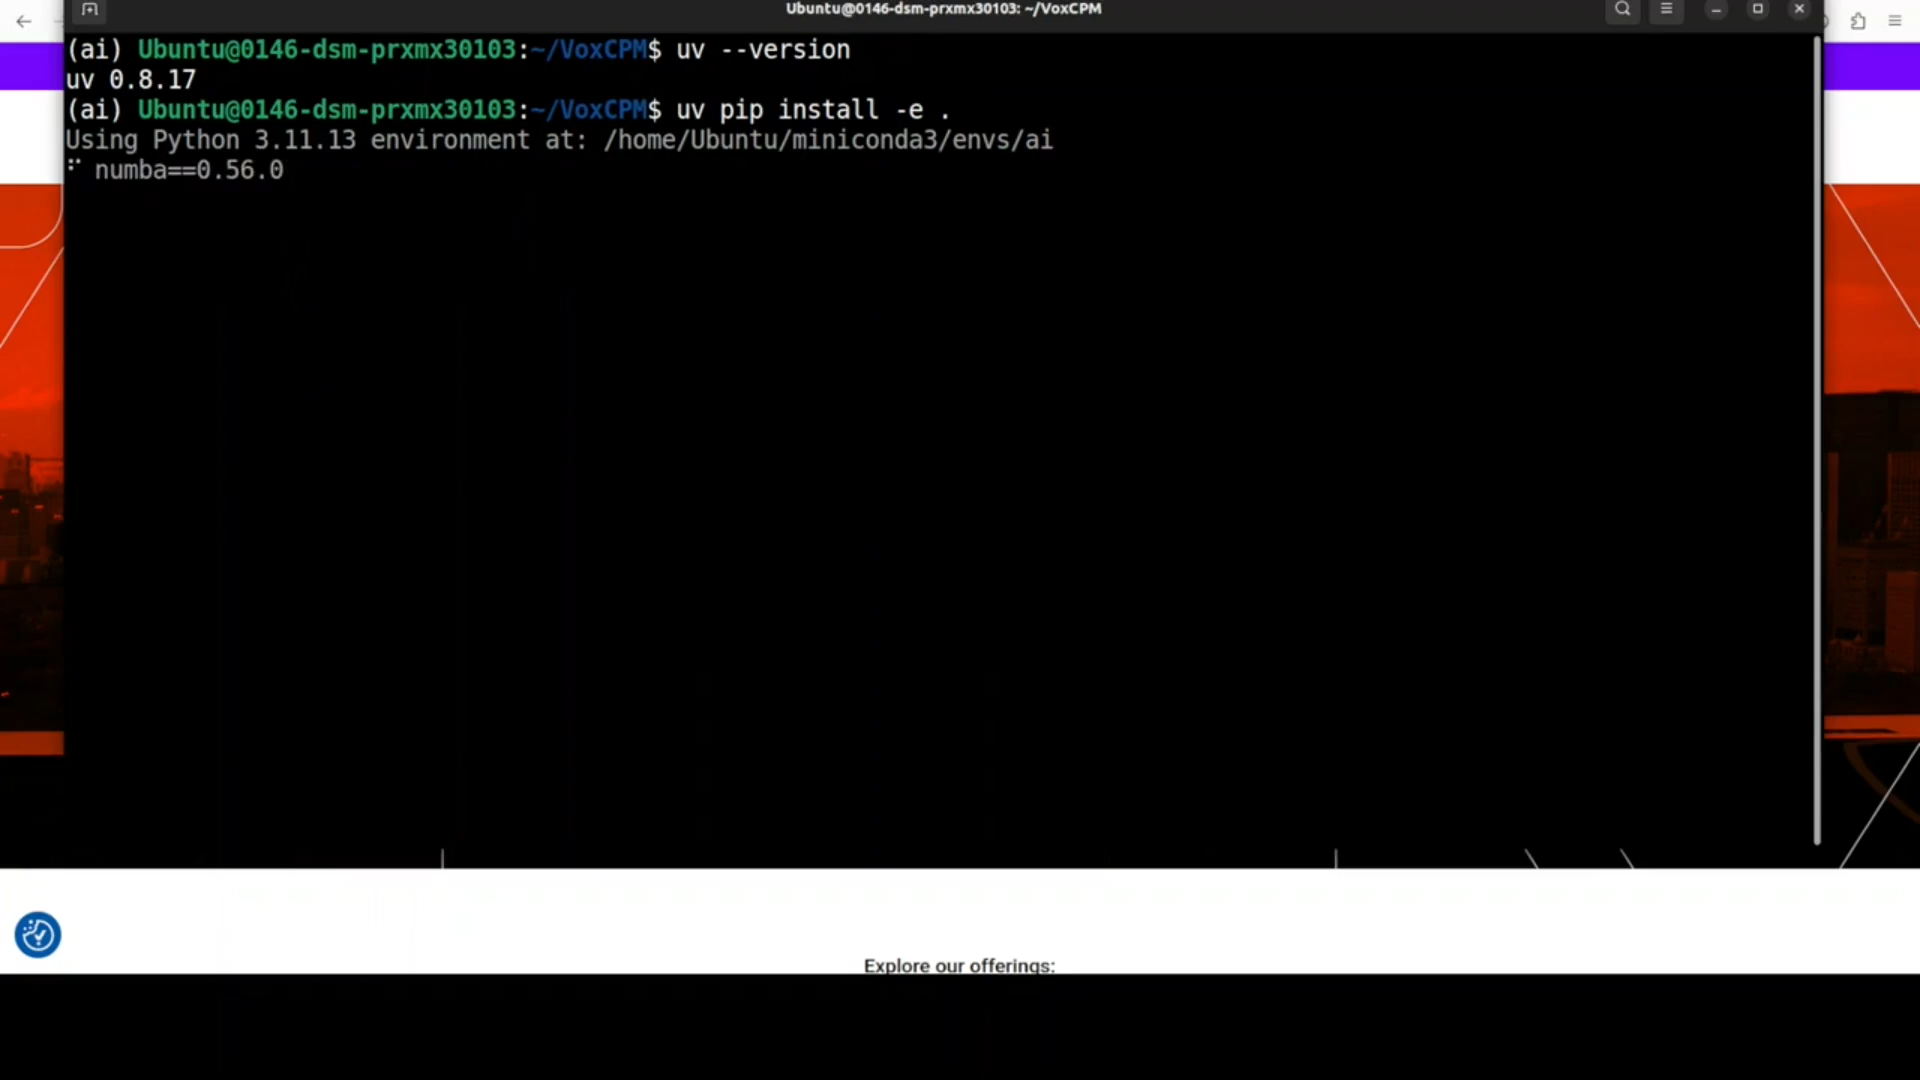 Ubuntu@0146-dsm-prxmx30103: ~/VoxCPM
(ai) Ubuntu@0146-dsm-prxmx30103:~/VoxCPM$ uv --version
uv 0.8.17
(ai) Ubuntu@0146-dsm-prxmx30103:~/VoxCPM$ uv pip install -e .
Using Python 3.11.13 environment at: /home/Ubuntu/miniconda3/envs/ai
⠋ numba==0.56.0
Explore our offerings: